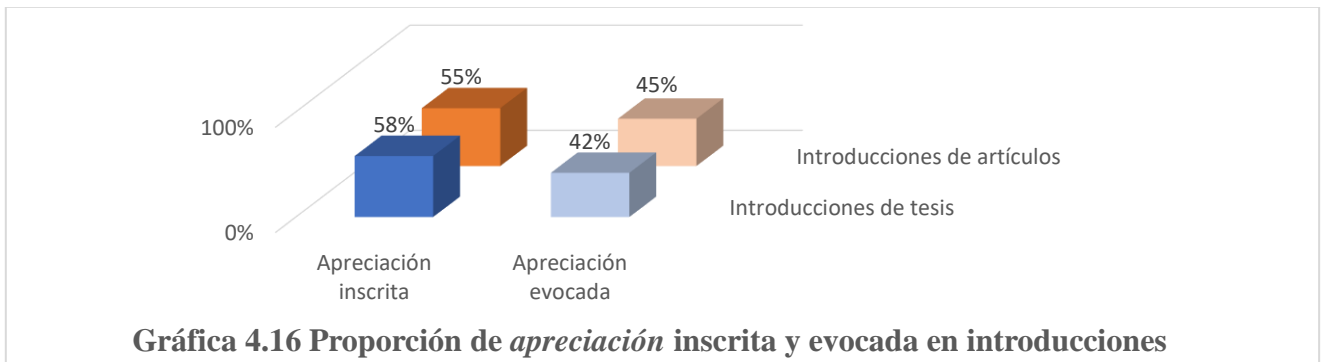 55%
45%
100%
58%
42%
Introducciones de artículos
Introducciones de tesis
0%
Apreciación
inscrita
Apreciación
evocada
Gráfica 4.16 Proporción de apreciación inscrita y evocada en introducciones